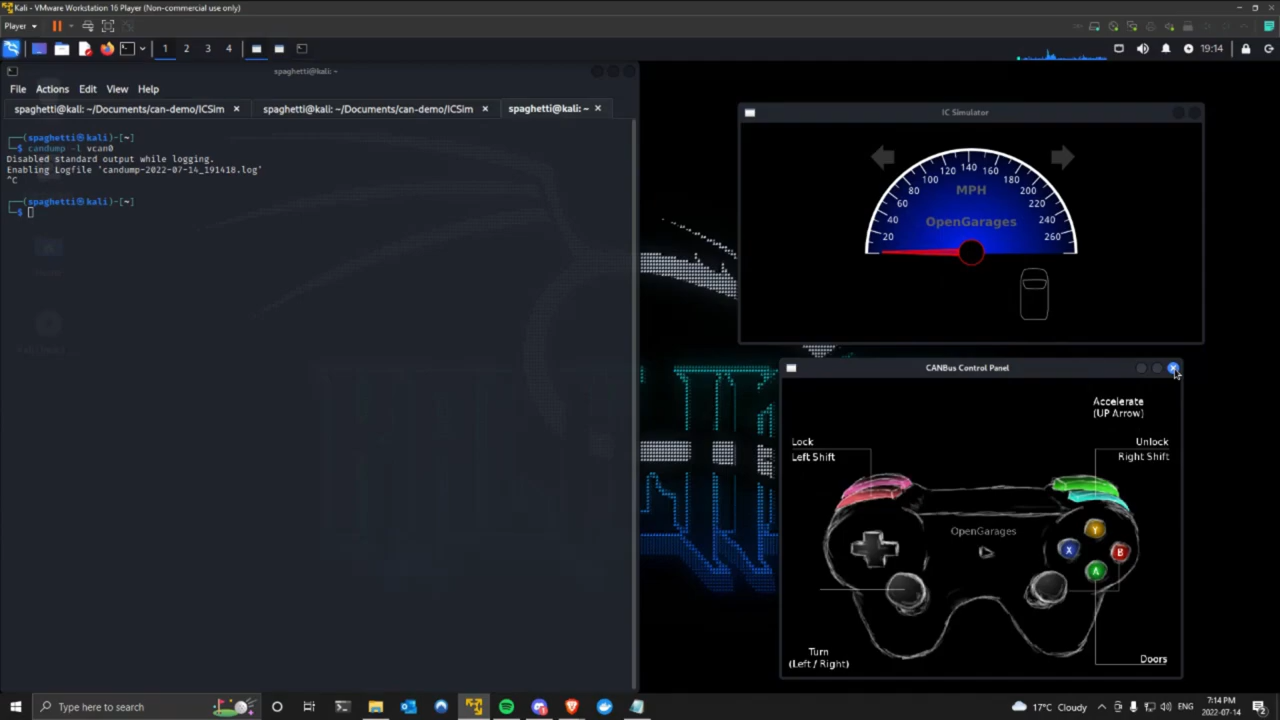 Kali - VMware Workstation 16 Player (Non-commercial use only)
Player
1 2 3 4
19:14
spaghetti@kali: ~
File Actions Edit View Help
spaghetti@kali: ~/Documents/can-demo/ICSim
spaghetti@kali: ~/Documents/can-demo/ICSim
spaghetti@kali: ~
┌──(spaghetti㉿kali)-[~]
└─$ candump -l vcan0
Disabled standard output while logging.
Enabling Logfile 'candump-2022-07-14_191418.log'
^C
┌──(spaghetti㉿kali)-[~]
└─$
IC Simulator
20 40 60 80 100 120 140 160 180 200 220 240 260
MPH
OpenGarages
CANBus Control Panel
Accelerate
(UP Arrow)
Lock
Left Shift
Unlock
Right Shift
OpenGarages
Y
X
B
A
Turn
(Left / Right)
Doors
Type here to search
17°C Cloudy
ENG
7:14 PM
2022-07-14
2